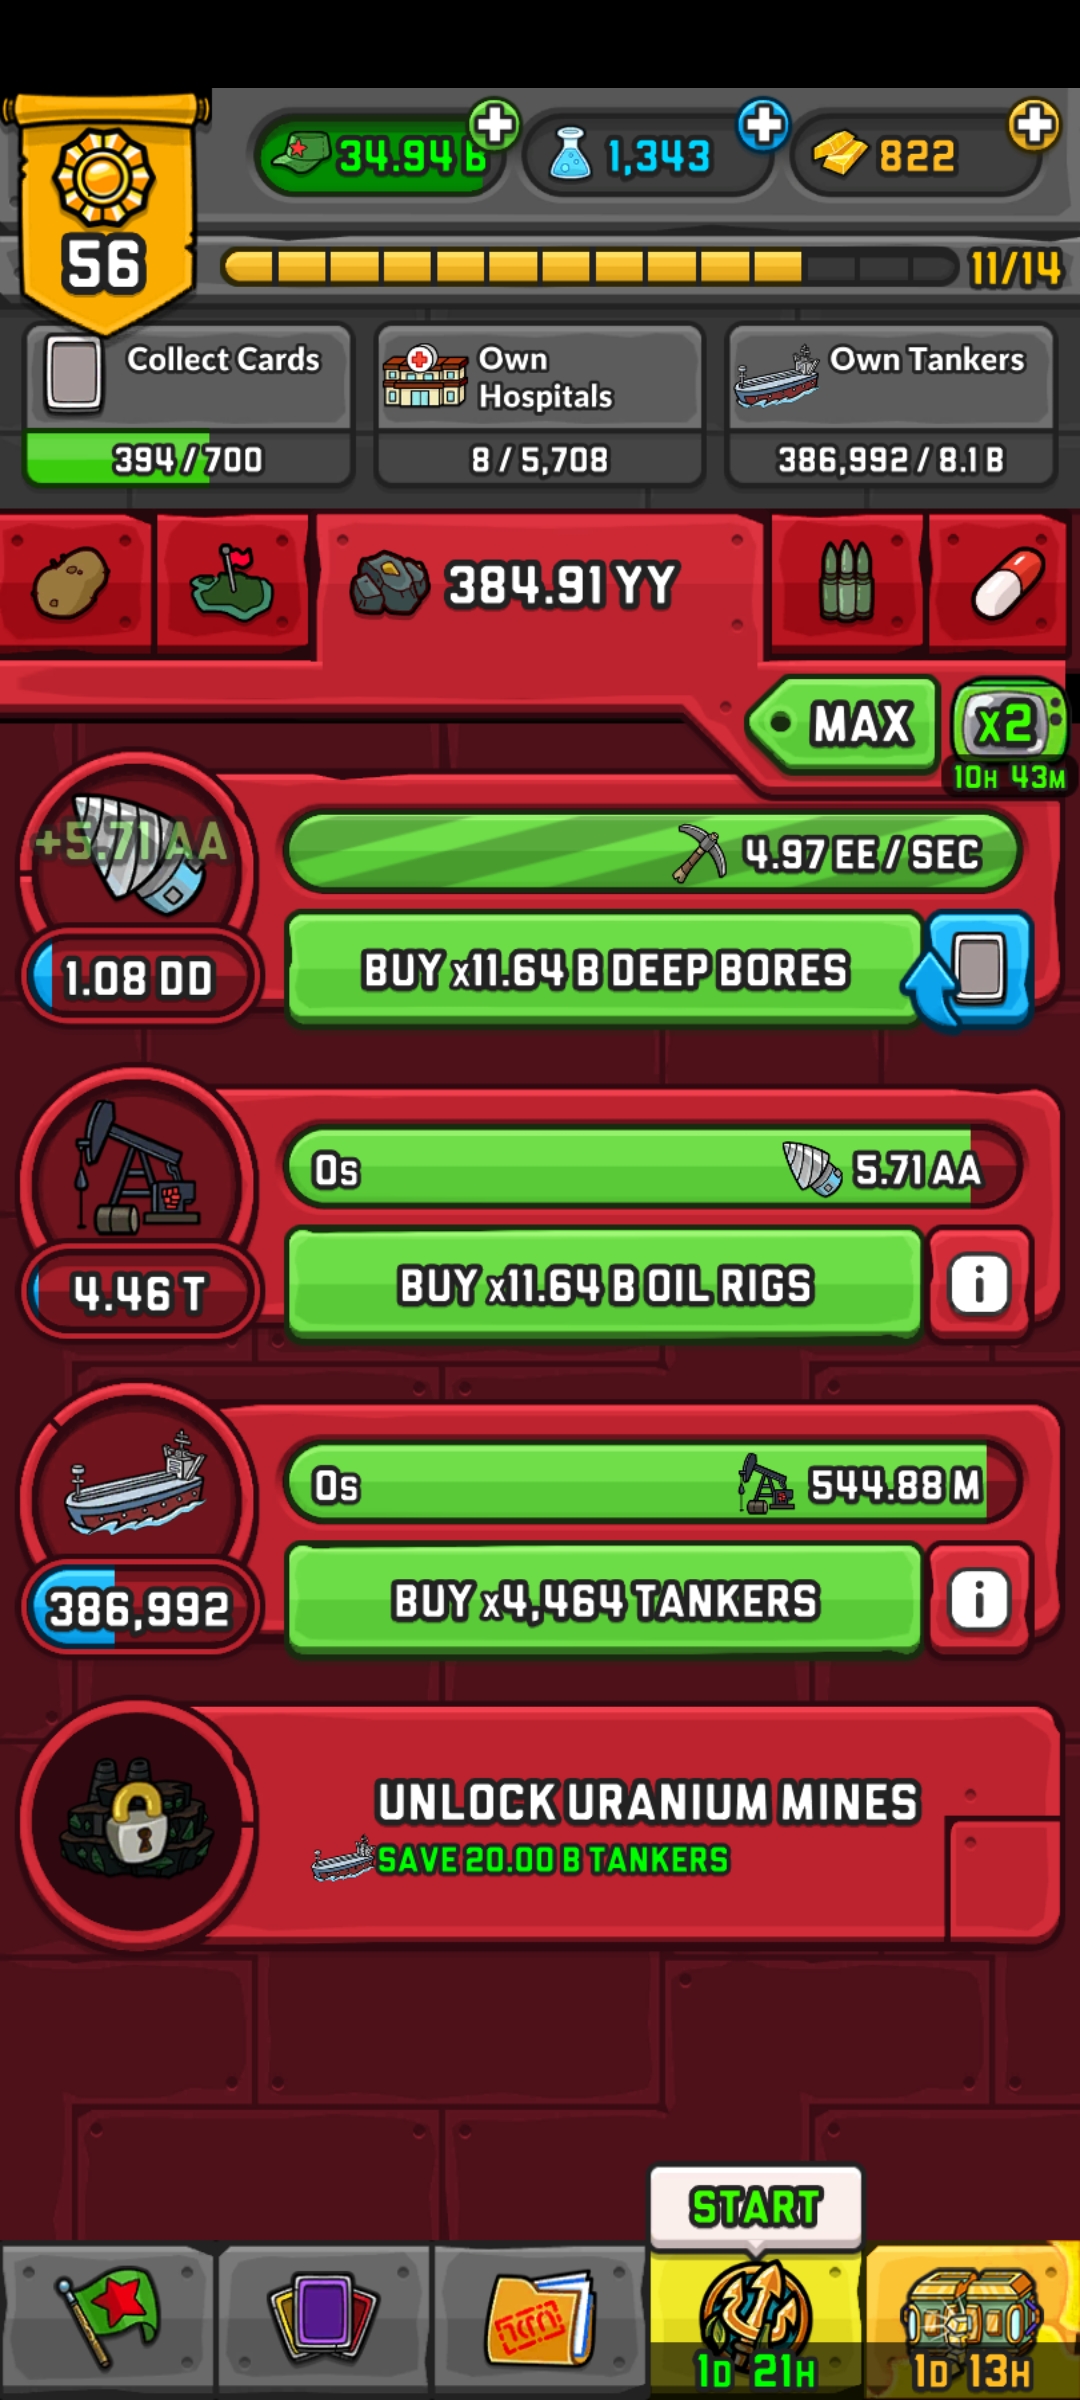 56
34.94 B
1,343
822
11/14
Collect Cards
394/700
Own
Hospitals
8/5,708
Own Tankers
386,992/8.1 B
384.91 YY
MAX
x2
10H 43M
+5.71 AA
1.08 DD
4.97 EE / SEC
BUY x11.64 B DEEP BORES
0s
5.71 AA
4.46 T
BUY x11.64 B OIL RIGS
i
0s
544.88 M
386,992
BUY x4,464 TANKERS
i
UNLOCK URANIUM MINES
SAVE 20.00 B TANKERS
START
1D 21H
1D 13H